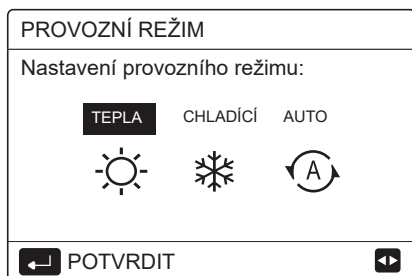 PROVOZNÍ REŽIM
Nastavení provozního režimu:
TEPLA CHLADÍCÍ AUTO
A
POTVRDIT